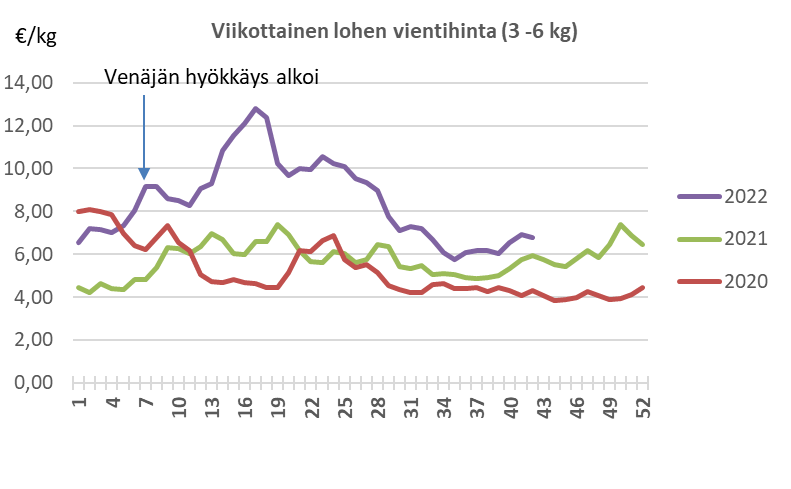 Viikottainen lohen vientihinta (3 -6 kg)
€/kg
Venäjän hyökkäys alkoi
14,00
12,00
10,00
8,00
6,00
4,00
2,00
0,00
1 4 7 10 13 16 19 22 25 28 31 34 37 40 43 46 49 52
2022
2021
2020